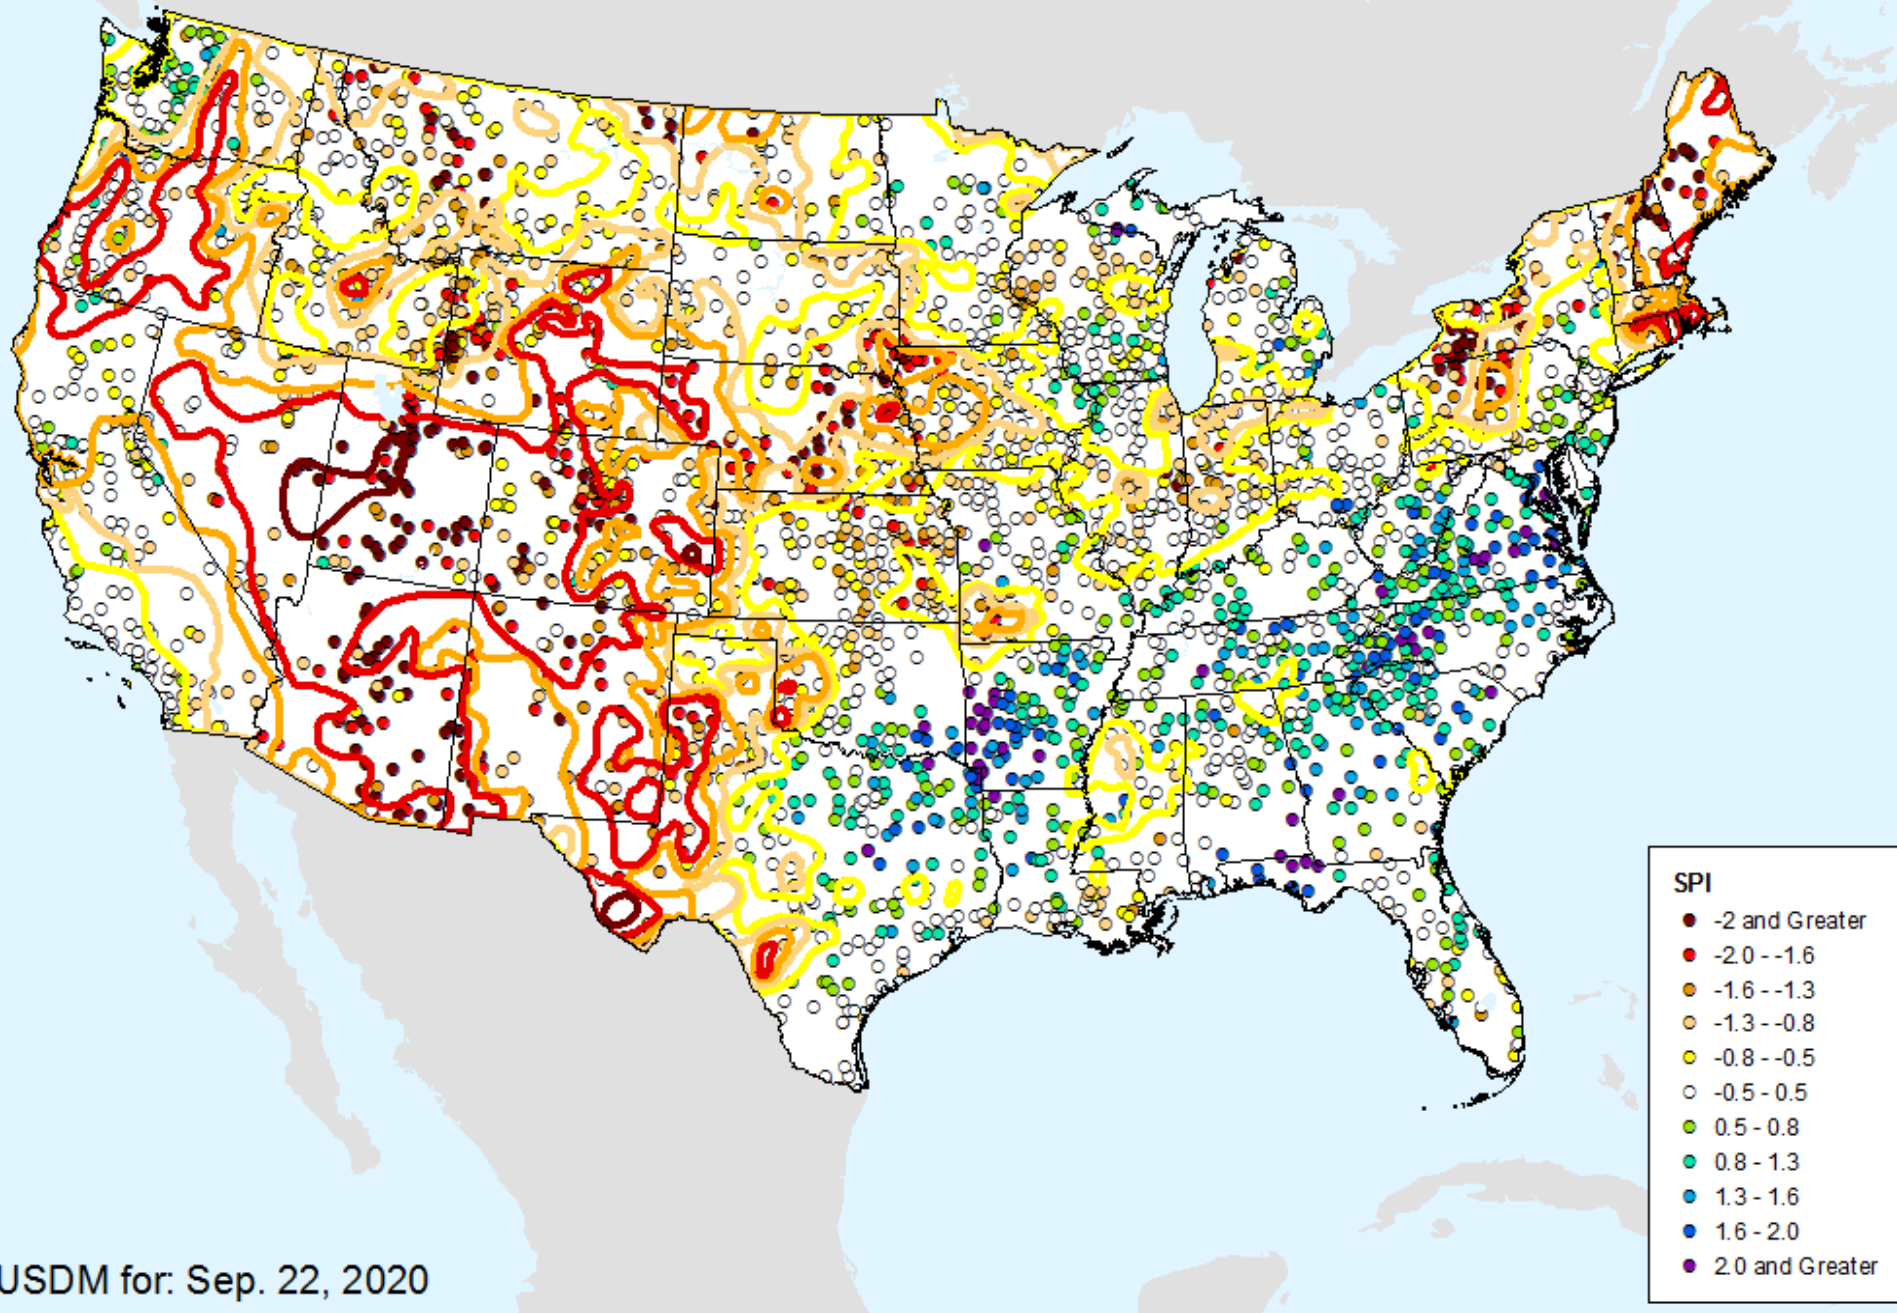 SPI
-2 and Greater
-2.0 - -1.6
-1.6 - -1.3
-1.3 - -0.8
-0.8 - -0.5
-0.5 - 0.5
0.5 - 0.8
0.8 - 1.3
1.3 - 1.6
1.6 - 2.0
2.0 and Greater
USDM for: Sep. 22, 2020